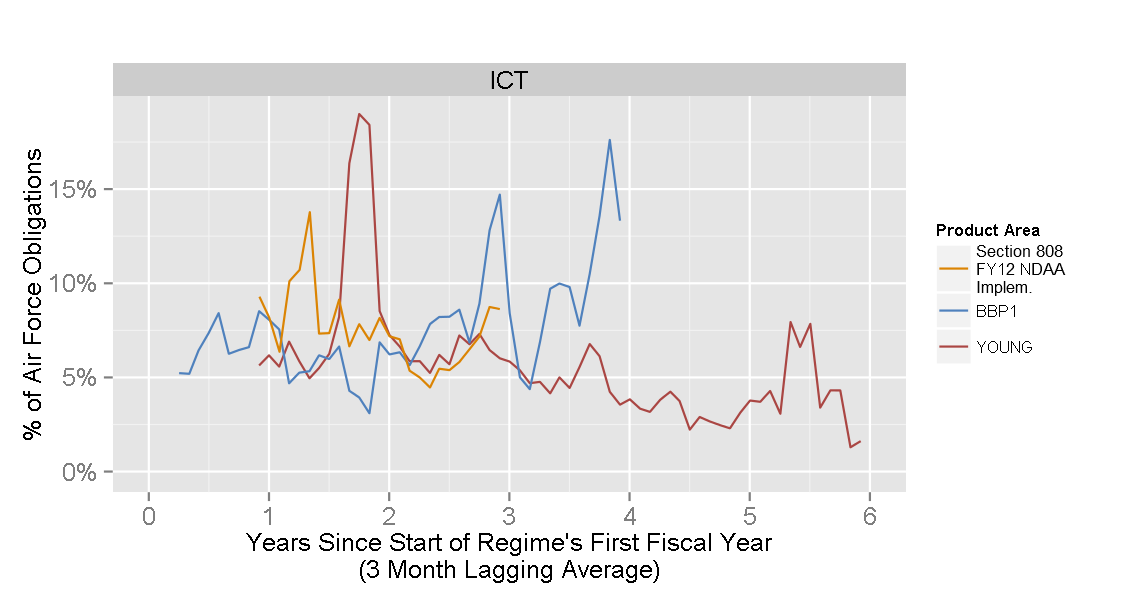 ICT
% of Air Force Obligations
15%
10%
5%
0%
0 1 2 3 4 5 6
Years Since Start of Regime's First Fiscal Year
(3 Month Lagging Average)
Product Area
Section 808
FY12 NDAA
Implem.
BBP1
YOUNG